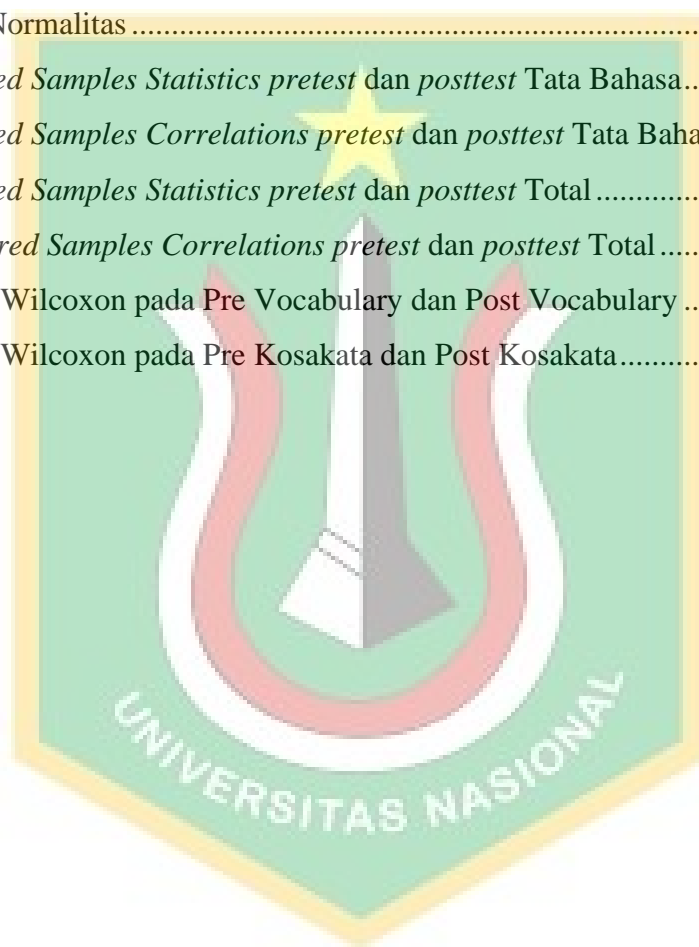 Normalitas ........................................................................
ed Samples Statistics pretest dan posttest Tata Bahasa..
ed Samples Correlations pretest dan posttest Tata Baha
ed Samples Statistics pretest dan posttest Total .............
red Samples Correlations pretest dan posttest Total .....
Wilcoxon pada Pre Vocabulary dan Post Vocabulary ..
Wilcoxon pada Pre Kosakata dan Post Kosakata..........
UNIVERSITAS NASIONAL